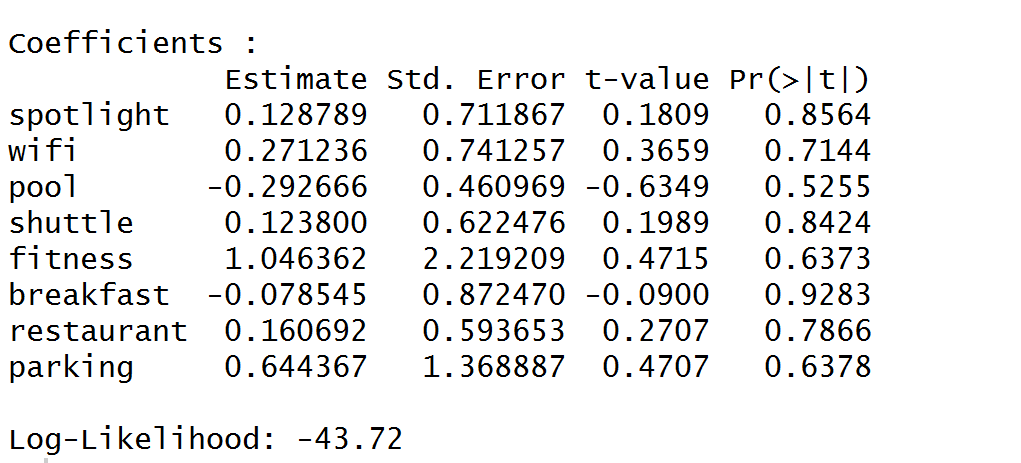 Coefficients :
Estimate Std. Error t-value Pr(>|t|)
spotlight 0.128789 0.711867 0.1809 0.8564
wifi 0.271236 0.741257 0.3659 0.7144
pool -0.292666 0.460969 -0.6349 0.5255
shuttle 0.123800 0.622476 0.1989 0.8424
fitness 1.046362 2.219209 0.4715 0.6373
breakfast -0.078545 0.872470 -0.0900 0.9283
restaurant 0.160692 0.593653 0.2707 0.7866
parking 0.644367 1.368887 0.4707 0.6378
Log-Likelihood: -43.72